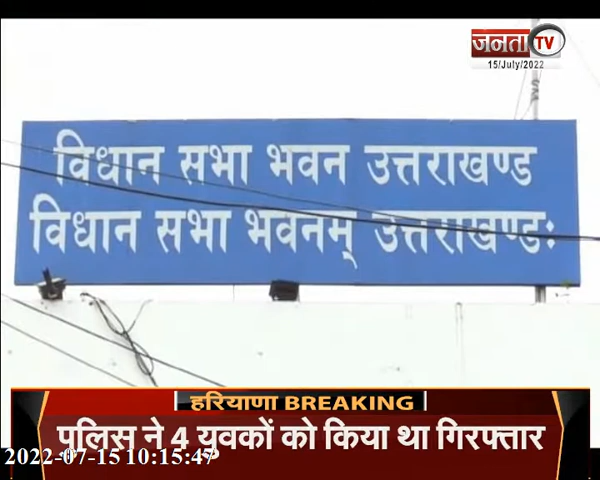 जनता TV
15/July/2022
विधान सभा भवन उत्तराखण्ड
विधान सभा भवनम् उत्तराखण्ड:
हरियाणा BREAKING
पुलिस ने 4 युवकों को किया था गिरफ्तार
2022-07-15 10:15:47